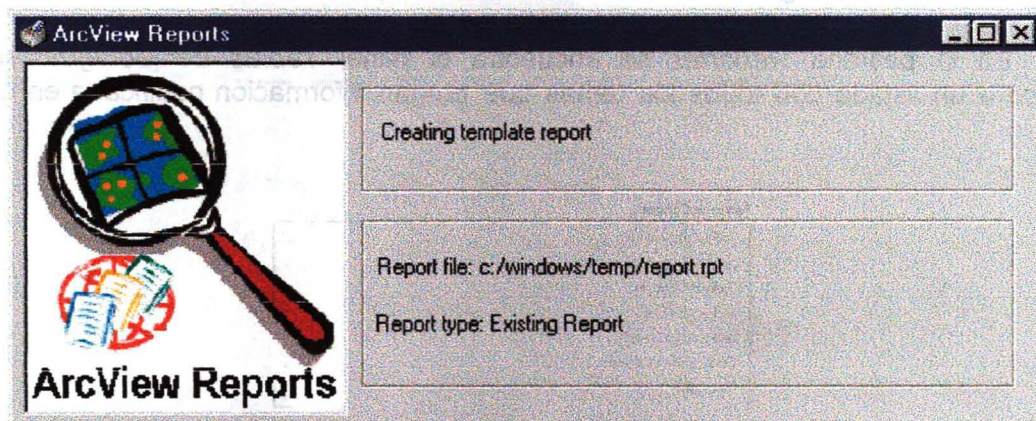 ArcView Reports
Creating template report
Report file: c:/windows/temp/report.rpt
Report type: Existing Report
ArcView Reports